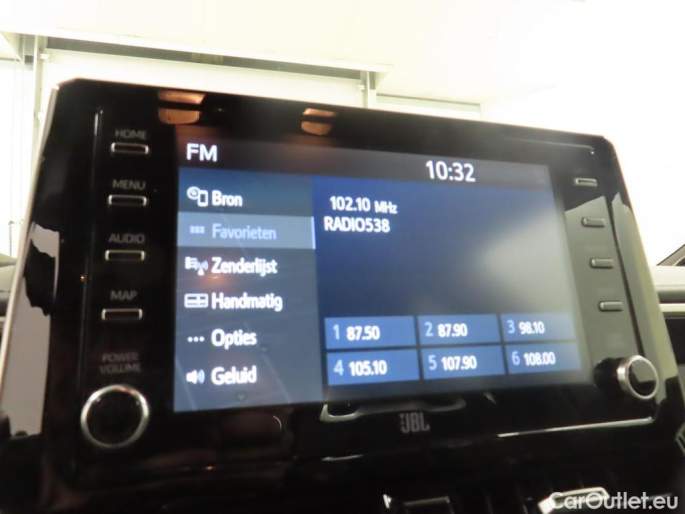 HOME
MENU
AUDIO
MAP
POWER
VOLUME
FM
10:32
Bron
Favorieten
Zenderlijst
Handmatig
Opties
Geluid
102.10 MHz
RADIO538
1 87.50
2 87.90
3 98.10
4 105.10
5 107.90
6 108.00
JBL
CarOutlet.eu